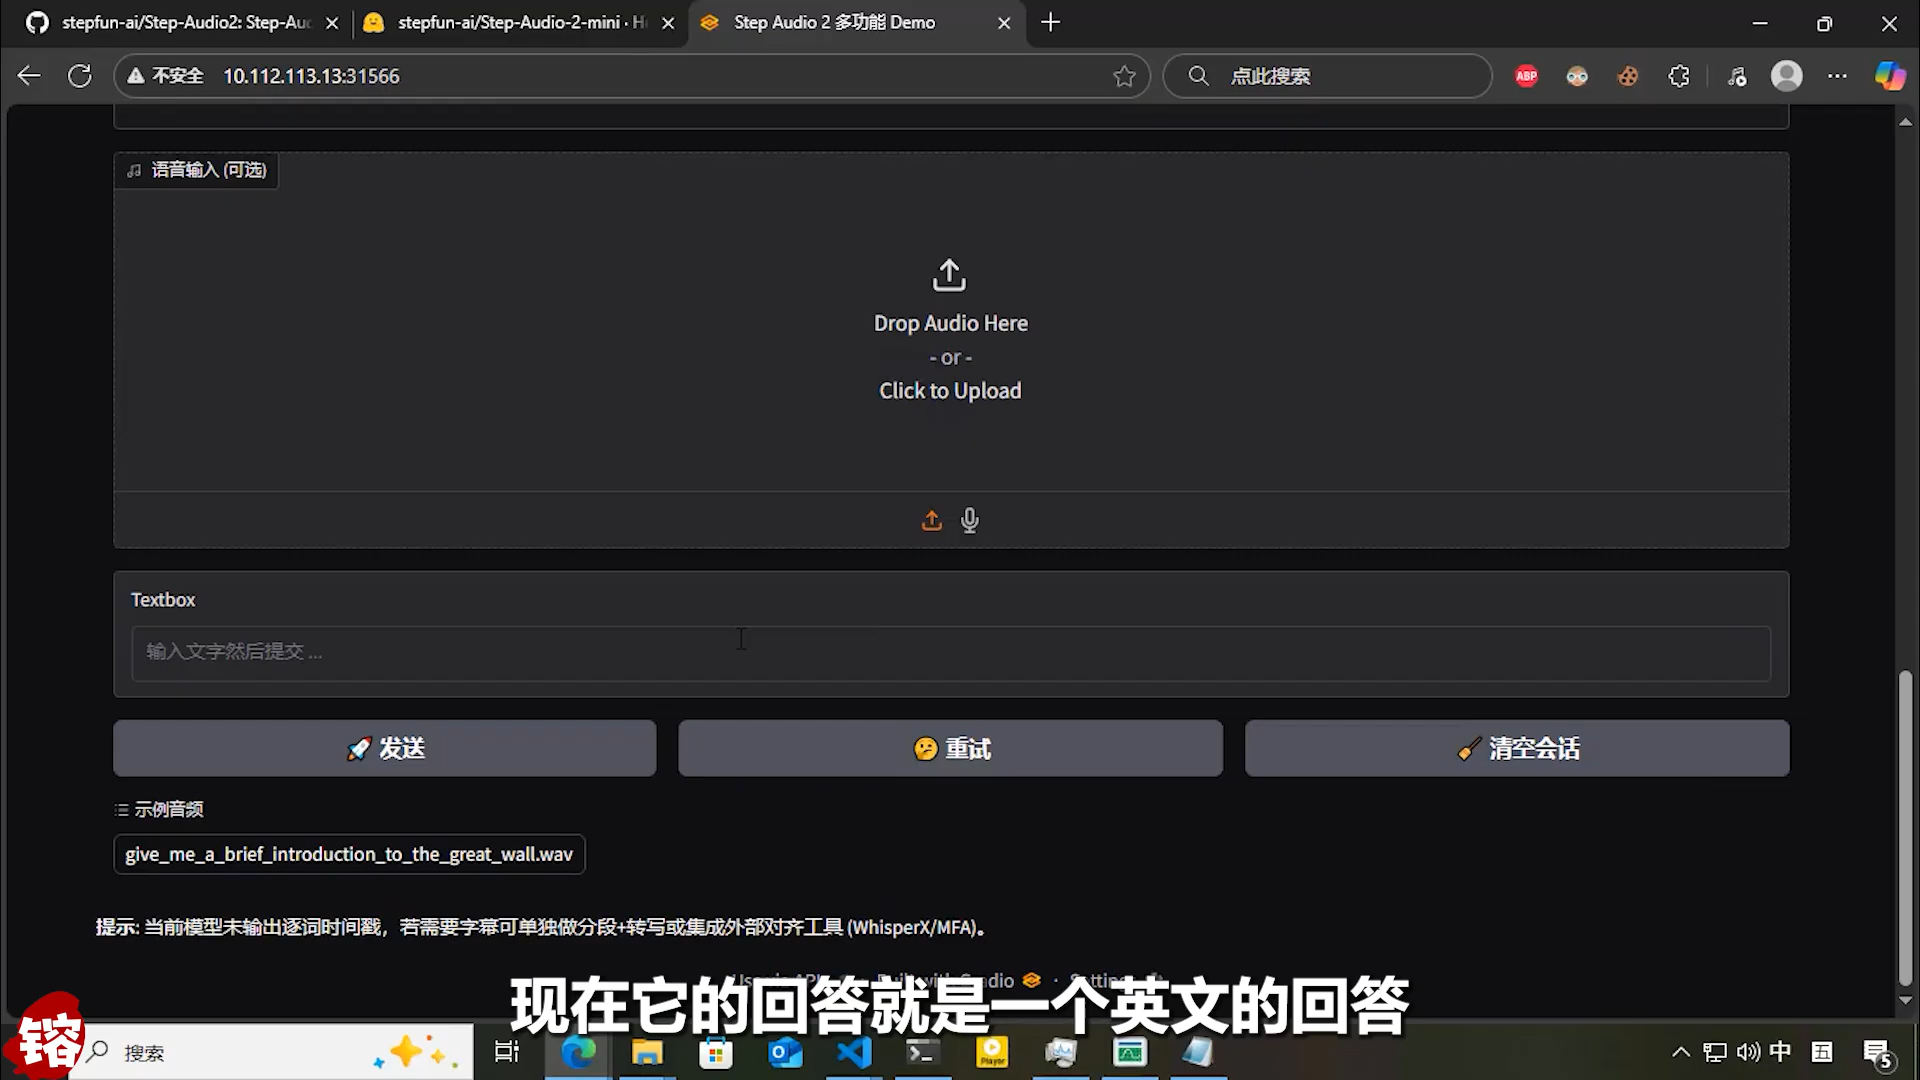 stepfun-ai/Step-Audio2: Step-Au
stepfun-ai/Step-Audio-2-mini · H
Step Audio 2 多功能 Demo
不安全
10.112.113.13:31566
点此搜索
ABP
语音输入 (可选)
Drop Audio Here
- or -
Click to Upload
Textbox
输入文字然后提交 ...
发送
重试
清空会话
示例音频
give_me_a_brief_introduction_to_the_great_wall.wav
提示: 当前模型未输出逐词时间戳，若需要字幕可单独做分段+转写或集成外部对齐工具 (WhisperX/MFA)。
现在它的回答就是一个英文的回答
镕
搜索
Player
中
五
5